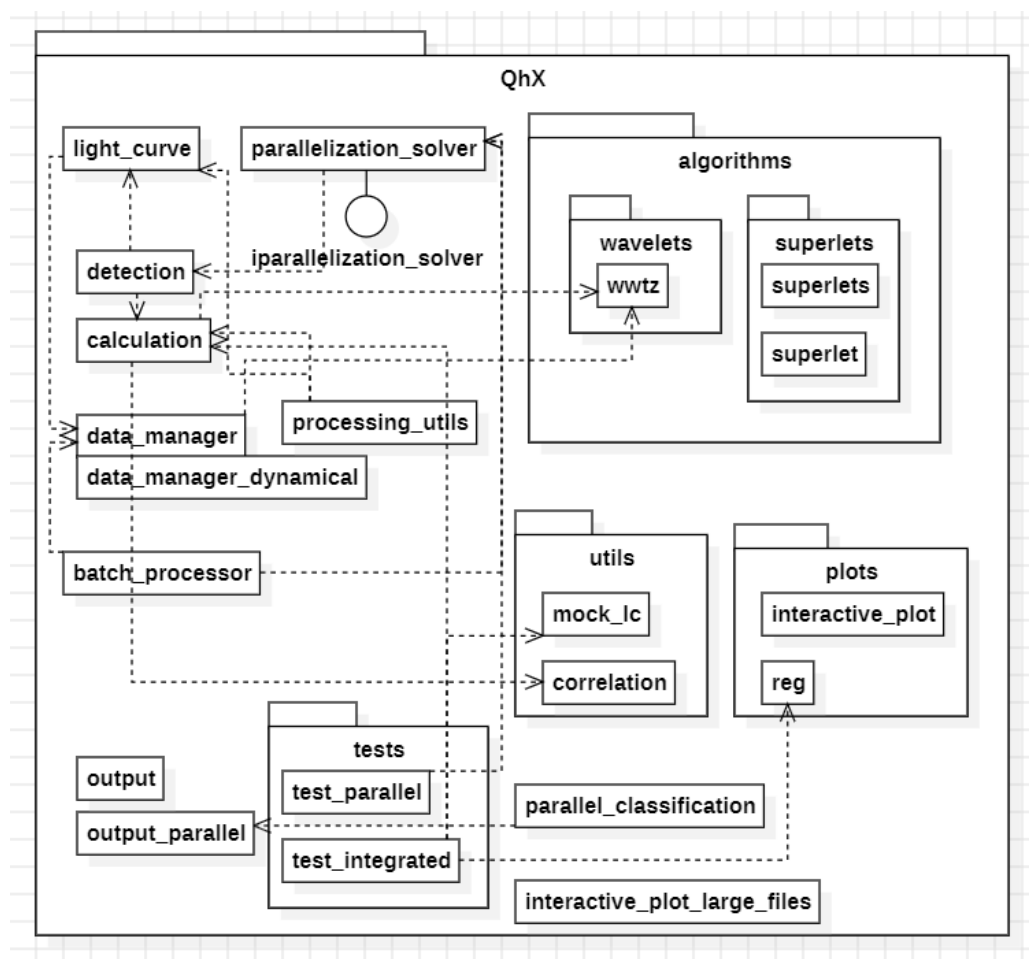 QhX
light_curve
parallelization_solver
iparallelization_solver
detection
calculation
processing_utils
data_manager
data_manager_dynamical
batch_processor
algorithms
wavelets
wwtz
superlets
superlets
superlet
utils
mock_lc
correlation
plots
interactive_plot
reg
tests
test_parallel
test_integrated
output
output_parallel
parallel_classification
interactive_plot_large_files